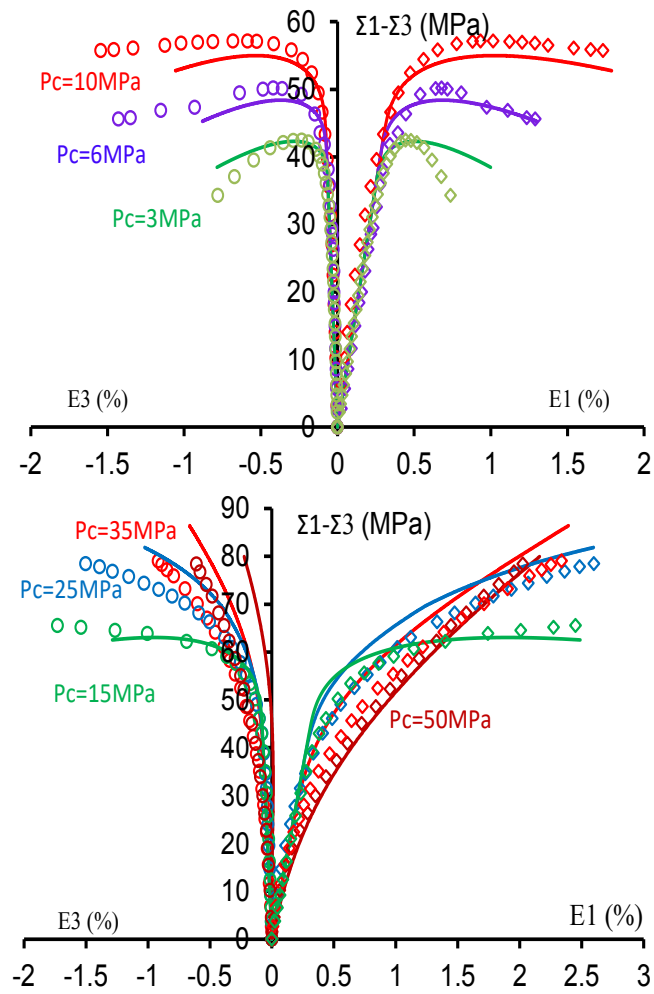 Σ1-Σ3 (MPa)
60
50
40
30
20
10
0
Pc=10MPa
Pc=6MPa
Pc=3MPa
E3 (%)
E1 (%)
-2 -1.5 -1 -0.5 0 0.5 1 1.5 2
Σ1-Σ3 (MPa)
90
80
70
60
50
40
30
20
10
0
Pc=35MPa
Pc=25MPa
Pc=15MPa
Pc=50MPa
E3 (%)
E1 (%)
-2 -1.5 -1 -0.5 0 0.5 1 1.5 2 2.5 3